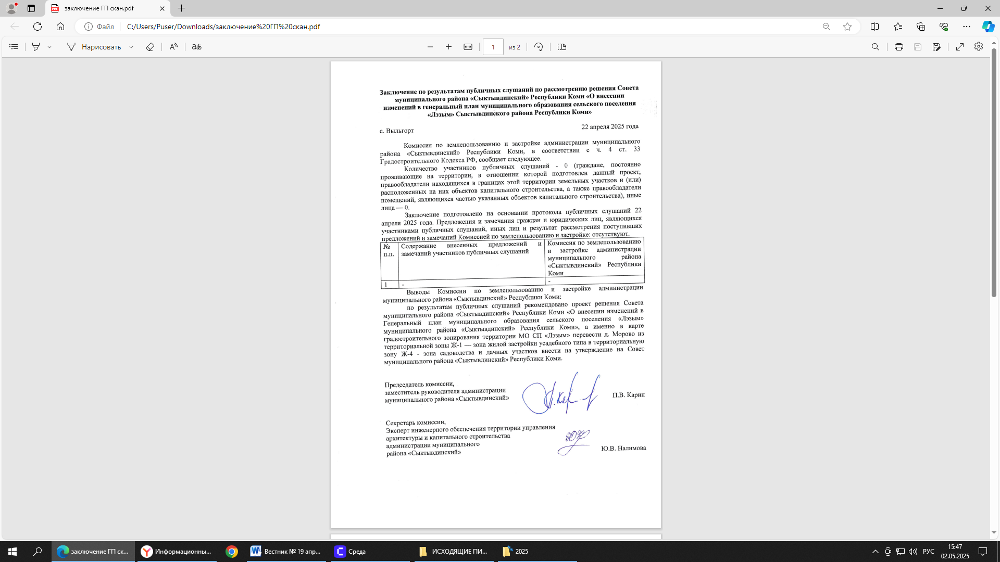 заключение ГП скан.pdf
Файл
C:/Users/Puser/Downloads/заключение%20ГП%20скан.pdf
Нарисовать
1
из 2
Заключение по результатам публичных слушаний по рассмотрению решения Совета
муниципального района «Сыктывдинский» Республики Коми «О внесении
изменений в генеральный план муниципального образования сельского поселения
«Лэзым» Сыктывдинского района Республики Коми»
с. Выльгорт
22 апреля 2025 года
Комиссия по землепользованию и застройке администрации муниципального
района «Сыктывдинский» Республики Коми, в соответствии с ч. 4 ст. 33
Градостроительного Кодекса РФ, сообщает следующее.
Количество участников публичных слушаний - 0 (граждане, постоянно
проживающие на территории, в отношении которой подготовлен данный проект,
правообладатели находящихся в границах этой территории земельных участков и (или)
расположенных на них объектов капитального строительства, а также правообладатели
помещений, являющихся частью указанных объектов капитального строительства), иные
лица — 0.
Заключение подготовлено на основании протокола публичных слушаний 22
апреля 2025 года. Предложения и замечания граждан и юридических лиц, являющихся
участниками публичных слушаний, иных лиц и результат рассмотрения поступивших
предложений и замечаний Комиссией по землепользованию и застройке: отсутствуют.
№
п.п.
Содержание внесенных предложений и
замечаний участников публичных слушаний
Комиссия по землепользованию
и застройке администрации
муниципального района
«Сыктывдинский» Республики
Коми
1
-
-
Выводы Комиссии по землепользованию и застройке администрации
муниципального района «Сыктывдинский» Республики Коми:
по результатам публичных слушаний рекомендовано проект решения Совета
муниципального района «Сыктывдинский» Республики Коми «О внесении изменений в
Генеральный план муниципального образования сельского поселения «Лэзым»
муниципального района «Сыктывдинский» Республики Коми», а именно в карте
градостроительного зонирования территории МО СП «Лэзым» перевести д. Морово из
территориальной зоны Ж-1 — зона жилой застройки усадебного типа в территориальную
зону Ж-4 - зона садоводства и дачных участков внести на утверждение на Совет
муниципального района «Сыктывдинский» Республики Коми.
Председатель комиссии,
заместитель руководителя администрации
муниципального района «Сыктывдинский»
П.В. Карин
Секретарь комиссии,
Эксперт инженерного обеспечения территории управления
архитектуры и капитального строительства
администрации муниципального
района «Сыктывдинский»
Ю.В. Налимова
заключение ГП ск...
Информационны...
Вестник № 19 апр...
Среда
ИСХОДЯЩИЕ ПИ...
2025
РУС
15:47
02.05.2025